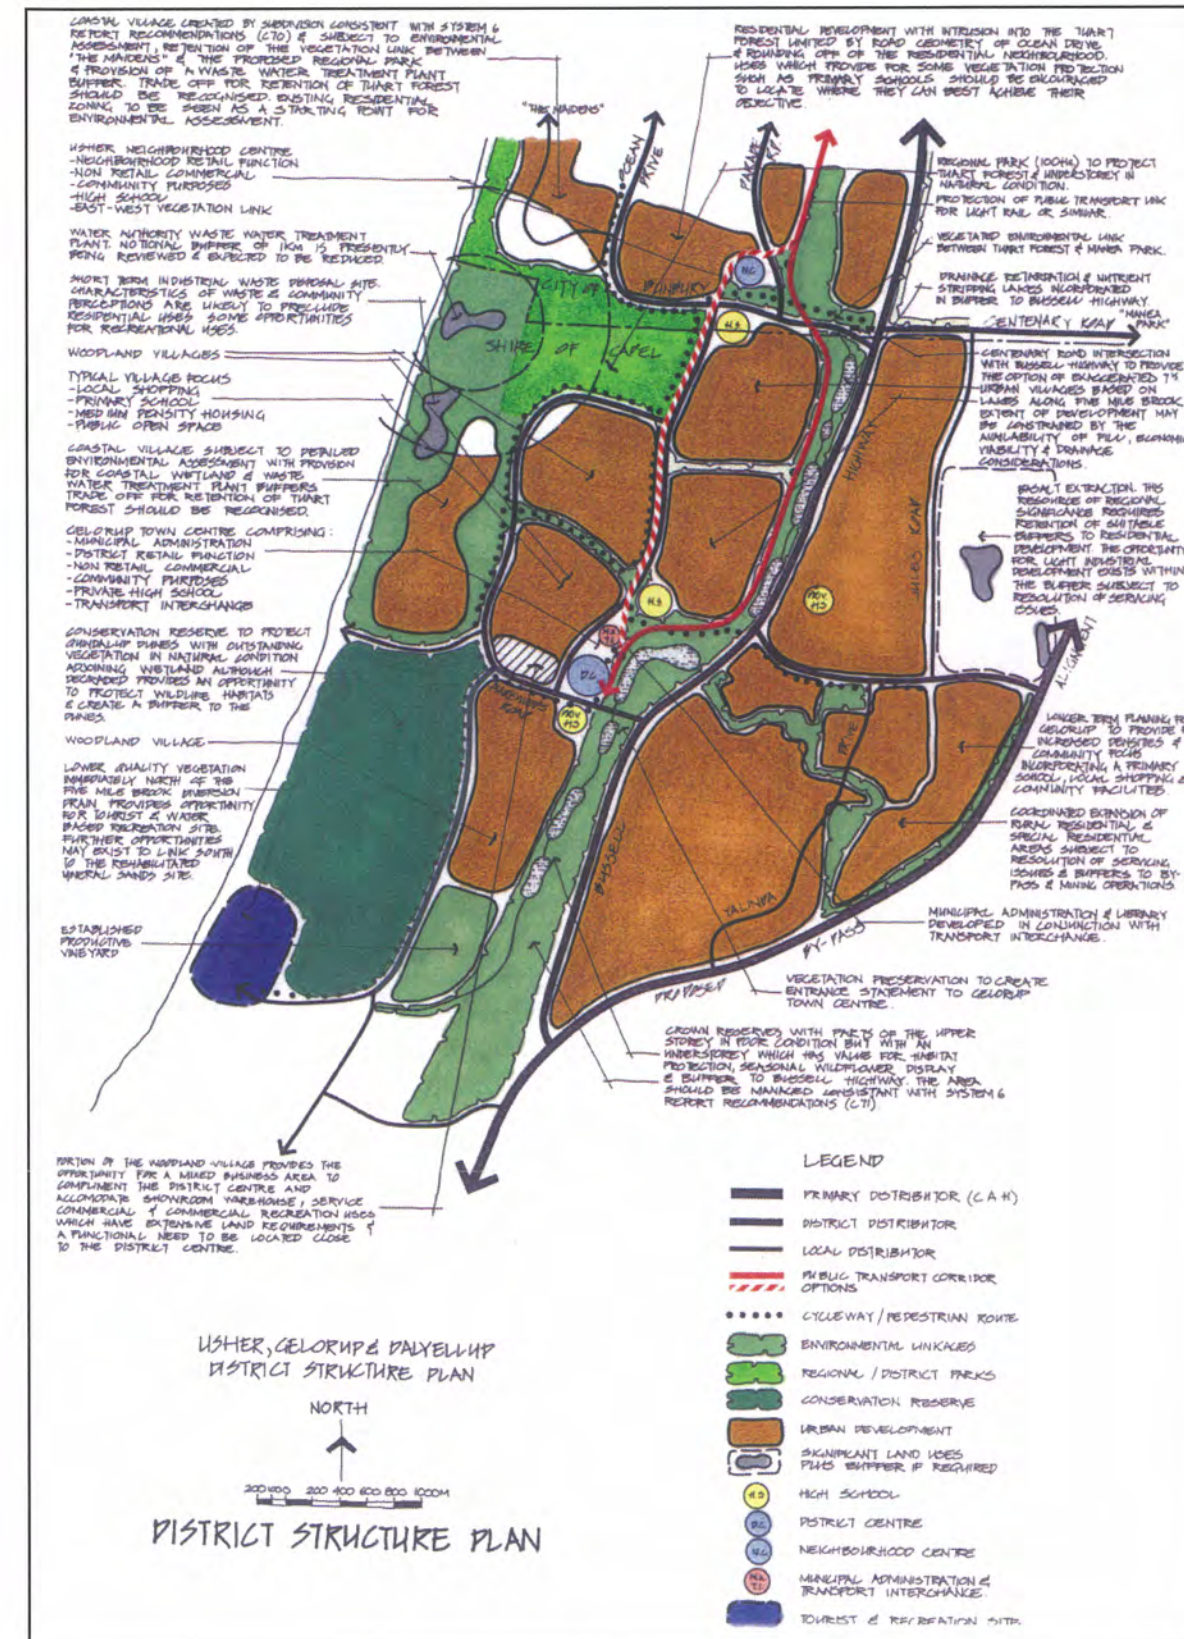 COASTAL VILLAGE CREATED BY SUBDIVISION CONSISTENT WITH SYSTEM 6
REPORT RECOMMENDATIONS (C70) & SUBJECT TO ENVIRONMENTAL
ASSESSMENT, RETENTION OF THE VEGETATION LINK BETWEEN
"THE MAIDENS" & THE PROPOSED REGIONAL PARK
& PROVISION OF A WASTE WATER TREATMENT PLANT
BUFFER. TRADE OFF FOR RETENTION OF TUART FOREST
SHOULD BE RECOGNISED. EXISTING RESIDENTIAL
ZONING TO BE SEEN AS A STARTING POINT FOR
ENVIRONMENTAL ASSESSMENT.
USHER NEIGHBOURHOOD CENTRE
-NEIGHBOURHOOD RETAIL FUNCTION
-NON RETAIL COMMERCIAL
-COMMUNITY PURPOSES
-HIGH SCHOOL
-EAST-WEST VEGETATION LINK
WATER AUTHORITY WASTE WATER TREATMENT
PLANT. NOTIONAL BUFFER OF 1KM IS PRESENTLY
BEING REVIEWED & EXPECTED TO BE REDUCED.
SHORT TERM INDUSTRIAL WASTE DISPOSAL SITE.
CHARACTERISTICS OF WASTE & COMMUNITY
PERCEPTIONS ARE LIKELY TO PRECLUDE
RESIDENTIAL USES SOME OPPORTUNITIES
FOR RECREATIONAL USES.
WOODLAND VILLAGES
TYPICAL VILLAGE FOCUS
-LOCAL SHOPPING
-PRIMARY SCHOOL
-MEDIUM DENSITY HOUSING
-PUBLIC OPEN SPACE
COASTAL VILLAGE SUBJECT TO DETAILED
ENVIRONMENTAL ASSESSMENT WITH PROVISION
FOR COASTAL WETLAND & WASTE
WATER TREATMENT PLANT BUFFERS
TRADE OFF FOR RETENTION OF TUART
FOREST SHOULD BE RECOGNISED.
GELORUP TOWN CENTRE COMPRISING:
-MUNICIPAL ADMINISTRATION
-DISTRICT RETAIL FUNCTION
-NON RETAIL COMMERCIAL
-COMMUNITY PURPOSES
-PRIVATE HIGH SCHOOL
-TRANSPORT INTERCHANGE
CONSERVATION RESERVE TO PROTECT
QUINDALUP DUNES WITH OUTSTANDING
VEGETATION IN NATURAL CONDITION
ADJOINING WETLAND ALTHOUGH
DEGRADED PROVIDES AN OPPORTUNITY
TO PROTECT WILDLIFE HABITATS
& CREATE A BUFFER TO THE
DUNES.
WOODLAND VILLAGE
LOWER QUALITY VEGETATION
IMMEDIATELY NORTH OF THE
FIVE MILE BROOK DIVERSION
DRAIN PROVIDES OPPORTUNITY
FOR TOURIST & WATER
BASED RECREATION SITE.
FURTHER OPPORTUNITIES
MAY EXIST TO LINK SOUTH
TO THE REHABILITATED
MINERAL SANDS SITE.
ESTABLISHED
PRODUCTIVE
VINEYARD
PORTION OF THE WOODLAND VILLAGE PROVIDES THE
OPPORTUNITY FOR A MIXED BUSINESS AREA TO
COMPLIMENT THE DISTRICT CENTRE AND
ACCOMODATE SHOWROOM WAREHOUSE, SERVICE
COMMERCIAL & COMMERCIAL RECREATION USES
WHICH HAVE EXTENSIVE LAND REQUIREMENTS &
A FUNCTIONAL NEED TO BE LOCATED CLOSE
TO THE DISTRICT CENTRE.
RESIDENTIAL DEVELOPMENT WITH INTRUSION INTO THE TUART
FOREST LIMITED BY ROAD GEOMETRY OF OCEAN DRIVE
& ROUNDING OFF OF THE RESIDENTIAL NEIGHBOURHOOD.
USES WHICH PROVIDE FOR SOME VEGETATION PROTECTION
SUCH AS PRIMARY SCHOOLS SHOULD BE ENCOURAGED
TO LOCATE WHERE THEY CAN BEST ACHIEVE THEIR
OBJECTIVE.
REGIONAL PARK (100HA) TO PROTECT
TUART FOREST & UNDERSTOREY IN
NATURAL CONDITION.
PROTECTION OF PUBLIC TRANSPORT LINK
FOR LIGHT RAIL OR SIMILAR.
VEGETATED ENVIRONMENTAL LINK
BETWEEN TUART FOREST & MANEA PARK.
DRAINAGE RETARDATION & NUTRIENT
STRIPPING LAKES INCORPORATED
IN BUFFER TO BUSSELL HIGHWAY.
"MANEA
PARK"
CENTENARY ROAD
CENTENARY ROAD INTERSECTION
WITH BUSSELL HIGHWAY TO PROVIDE
THE OPTION OF EXAGGERATED T'S
URBAN VILLAGES BASED ON
LAKES ALONG FIVE MILE BROOK.
EXTENT OF DEVELOPMENT MAY
BE CONSTRAINED BY THE
AVAILABILITY OF FILL, ECONOMIC
VIABILITY & DRAINAGE
CONSIDERATIONS.
BASALT EXTRACTION. THIS
RESOURCE OF REGIONAL
SIGNIFICANCE REQUIRES
RETENTION OF SUITABLE
BUFFERS TO RESIDENTIAL
DEVELOPMENT. THE OPPORTUNITY
FOR LIGHT INDUSTRIAL
DEVELOPMENT EXISTS WITHIN
THE BUFFER SUBJECT TO
RESOLUTION OF SERVICING
ISSUES.
LONGER TERM PLANNING FO
GELORUP TO PROVIDE F
INCREASED DENSITIES &
COMMUNITY FOCUS
INCORPORATING A PRIMARY
SCHOOL, LOCAL SHOPPING &
COMMUNITY FACILITIES.
COORDINATED EXPANSION OF
RURAL RESIDENTIAL &
SPECIAL RESIDENTIAL
AREAS SUBJECT TO
RESOLUTION OF SERVICING
ISSUES & BUFFERS TO BY-
PASS & MINING OPERATIONS.
MUNICIPAL ADMINISTRATION & LIBRARY
DEVELOPED IN CONJUNCTION WITH
TRANSPORT INTERCHANGE.
VEGETATION PRESERVATION TO CREATE
ENTRANCE STATEMENT TO GELORUP
TOWN CENTRE.
CROWN RESERVES WITH PARTS OF THE UPPER
STOREY IN POOR CONDITION BUT WITH AN
UNDERSTOREY WHICH HAS VALUE FOR HABITAT
PROTECTION, SEASONAL WILDFLOWER DISPLAY
& BUFFER TO BUSSELL HIGHWAY. THE AREA
SHOULD BE MANAGED CONSISTANT WITH SYSTEM 6
REPORT RECOMMENDATIONS (C71)
"THE MAIDENS"
OCEAN
DRIVE
PARADE
RD.
CITY OF BUNBURY
SHIRE OF CAPEL
N.C
H.S
HIGHWAY
JULES ROAD
H.S
PRIV
H.S
D.C.
PRIV
H.S
ROAD
BUSSELL
YALINDA
DRIVE
PROPOSED
BY-PASS
ALIGNMENT
LEGEND
PRIMARY DISTRIBUTOR (C A H)
DISTRICT DISTRIBUTOR
LOCAL DISTRIBUTOR
PUBLIC TRANSPORT CORRIDOR
OPTIONS
CYCLEWAY/PEDESTRIAN ROUTE
ENVIRONMENTAL LINKAGES
REGIONAL / DISTRICT PARKS
CONSERVATION RESERVE
URBAN DEVELOPMENT
SIGNIFICANT LAND USES
PLUS BUFFER IF REQUIRED
H.S HIGH SCHOOL
D.C DISTRICT CENTRE
N.C NEIGHBOURHOOD CENTRE
MUNICIPAL ADMINISTRATION &
TRANSPORT INTERCHANGE.
TOURIST & RECREATION SITE.
USHER, GELORUP & DALYELLUP
DISTRICT STRUCTURE PLAN
NORTH
200 100 0 200 400 600 800 1000M
DISTRICT STRUCTURE PLAN